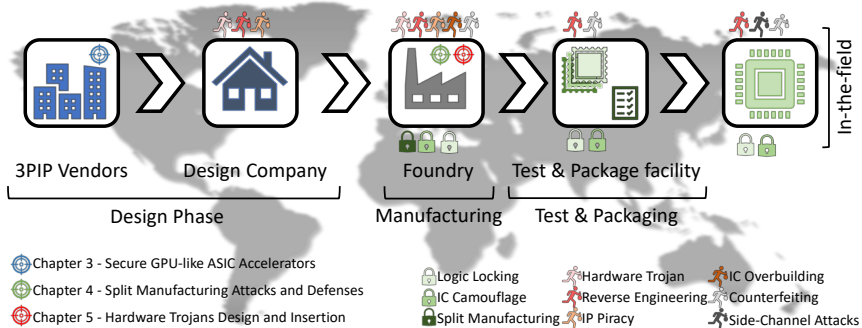 In-the-field
3PIP Vendors
Design Company
Foundry
Test & Package facility
Design Phase
Manufacturing
Test & Packaging
Chapter 3 - Secure GPU-like ASIC Accelerators
Chapter 4 - Split Manufacturing Attacks and Defenses
Chapter 5 - Hardware Trojans Design and Insertion
Logic Locking
IC Camouflage
Split Manufacturing
Hardware Trojan
Reverse Engineering
IP Piracy
IC Overbuilding
Counterfeiting
Side-Channel Attacks